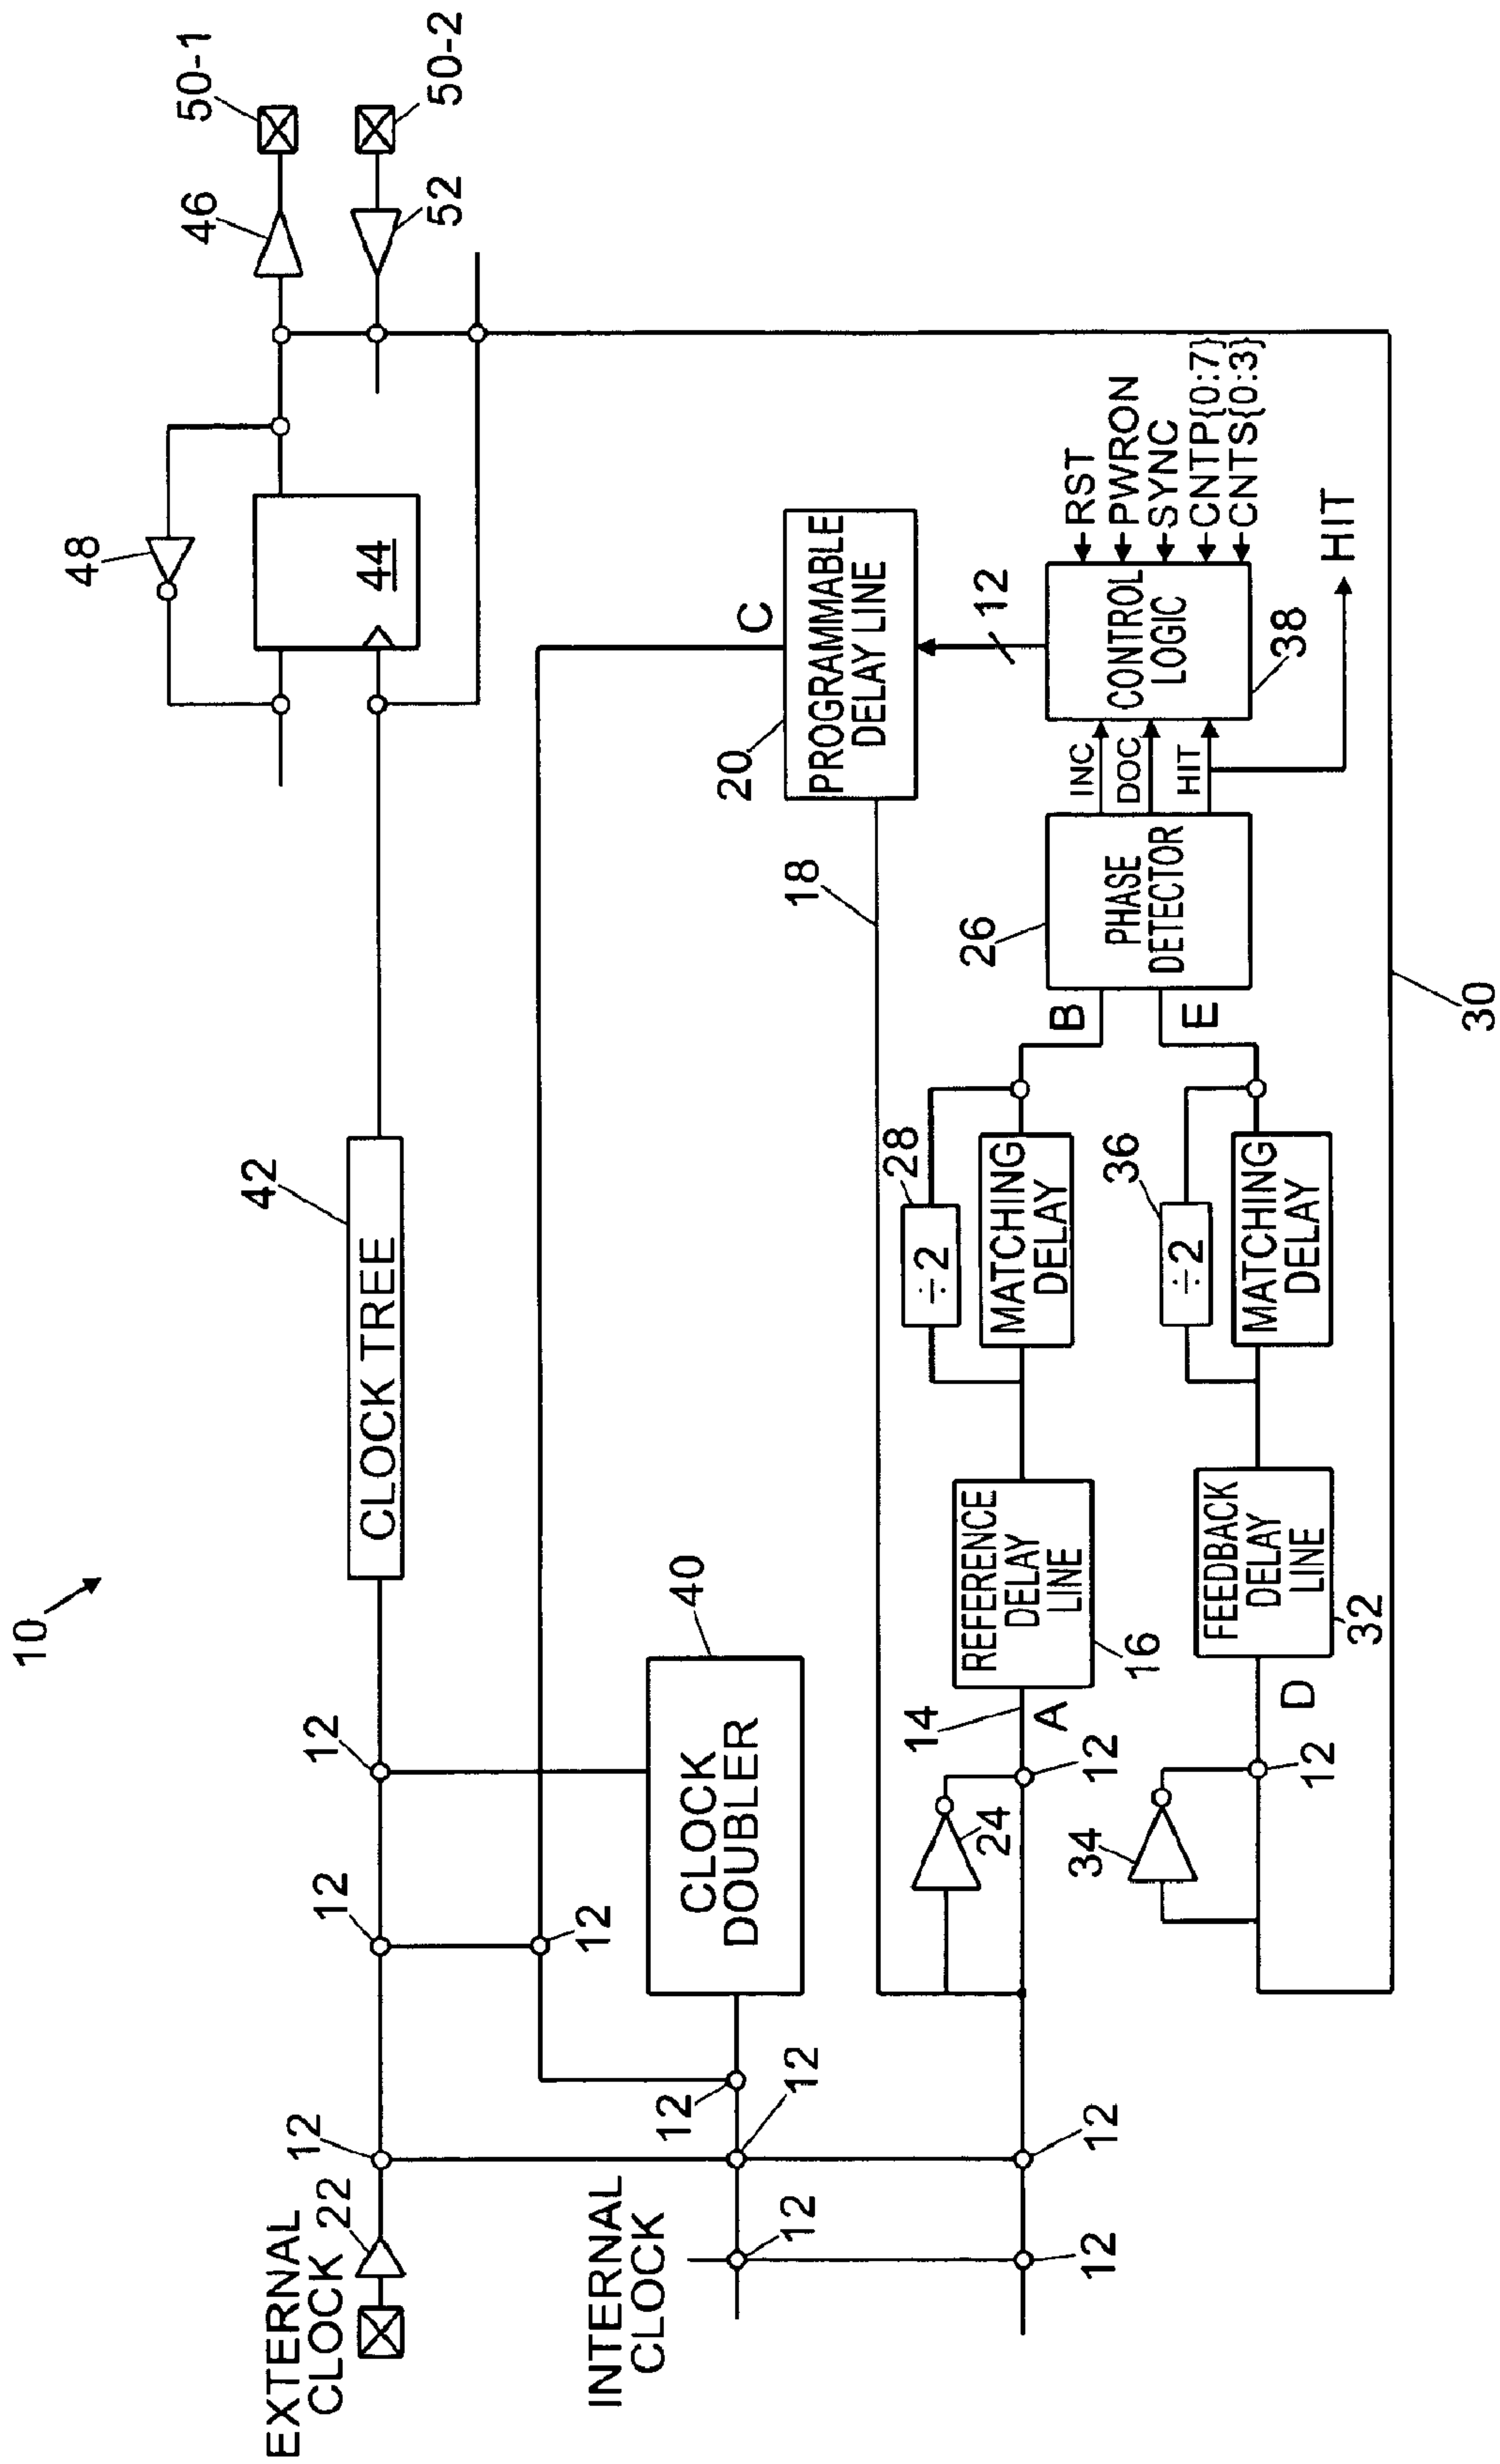 10
EXTERNAL
CLOCK
22
12
12
12
42
CLOCK TREE
48
44
46
50-1
50-2
52
INTERNAL
CLOCK
12
12
12
12
CLOCK
DOUBLER
40
C
20
PROGRAMMABLE
DELAY LINE
18
12
12
12
24
12
14
A
REFERENCE
DELAY
LINE
16
28
÷2
MATCHING
DELAY
B
26
PHASE
DETECTOR
INC
DOC
HIT
12
CONTROL
LOGIC
38
RST
PWRON
SYNC
CNTP{0:7}
CNTS{0:3}
HIT
34
12
D
FEEDBACK
DELAY
LINE
32
36
÷2
MATCHING
DELAY
E
30